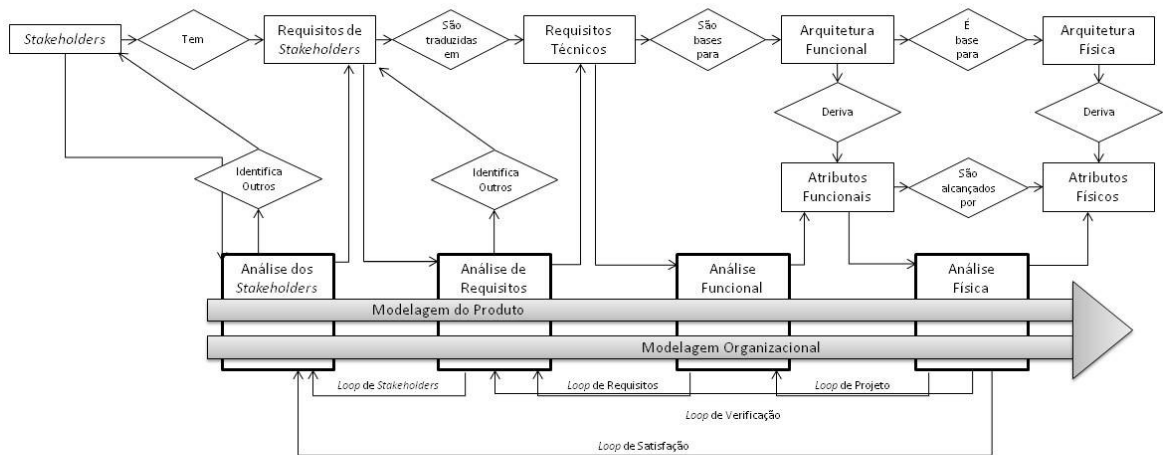 Stakeholders
Tem
Requisitos de
Stakeholders
São
traduzidas
em
Requisitos
Técnicos
São
bases
para
Arquitetura
Funcional
É
base
para
Arquitetura
Física
Deriva
Deriva
Identifica
Outros
Identifica
Outros
Atributos
Funcionais
São
alcançados
por
Atributos
Físicos
Análise dos
Stakeholders
Análise de
Requisitos
Análise
Funcional
Análise
Física
Modelagem do Produto
Modelagem Organizacional
Loop de Stakeholders
Loop de Requisitos
Loop de Projeto
Loop de Verificação
Loop de Satisfação